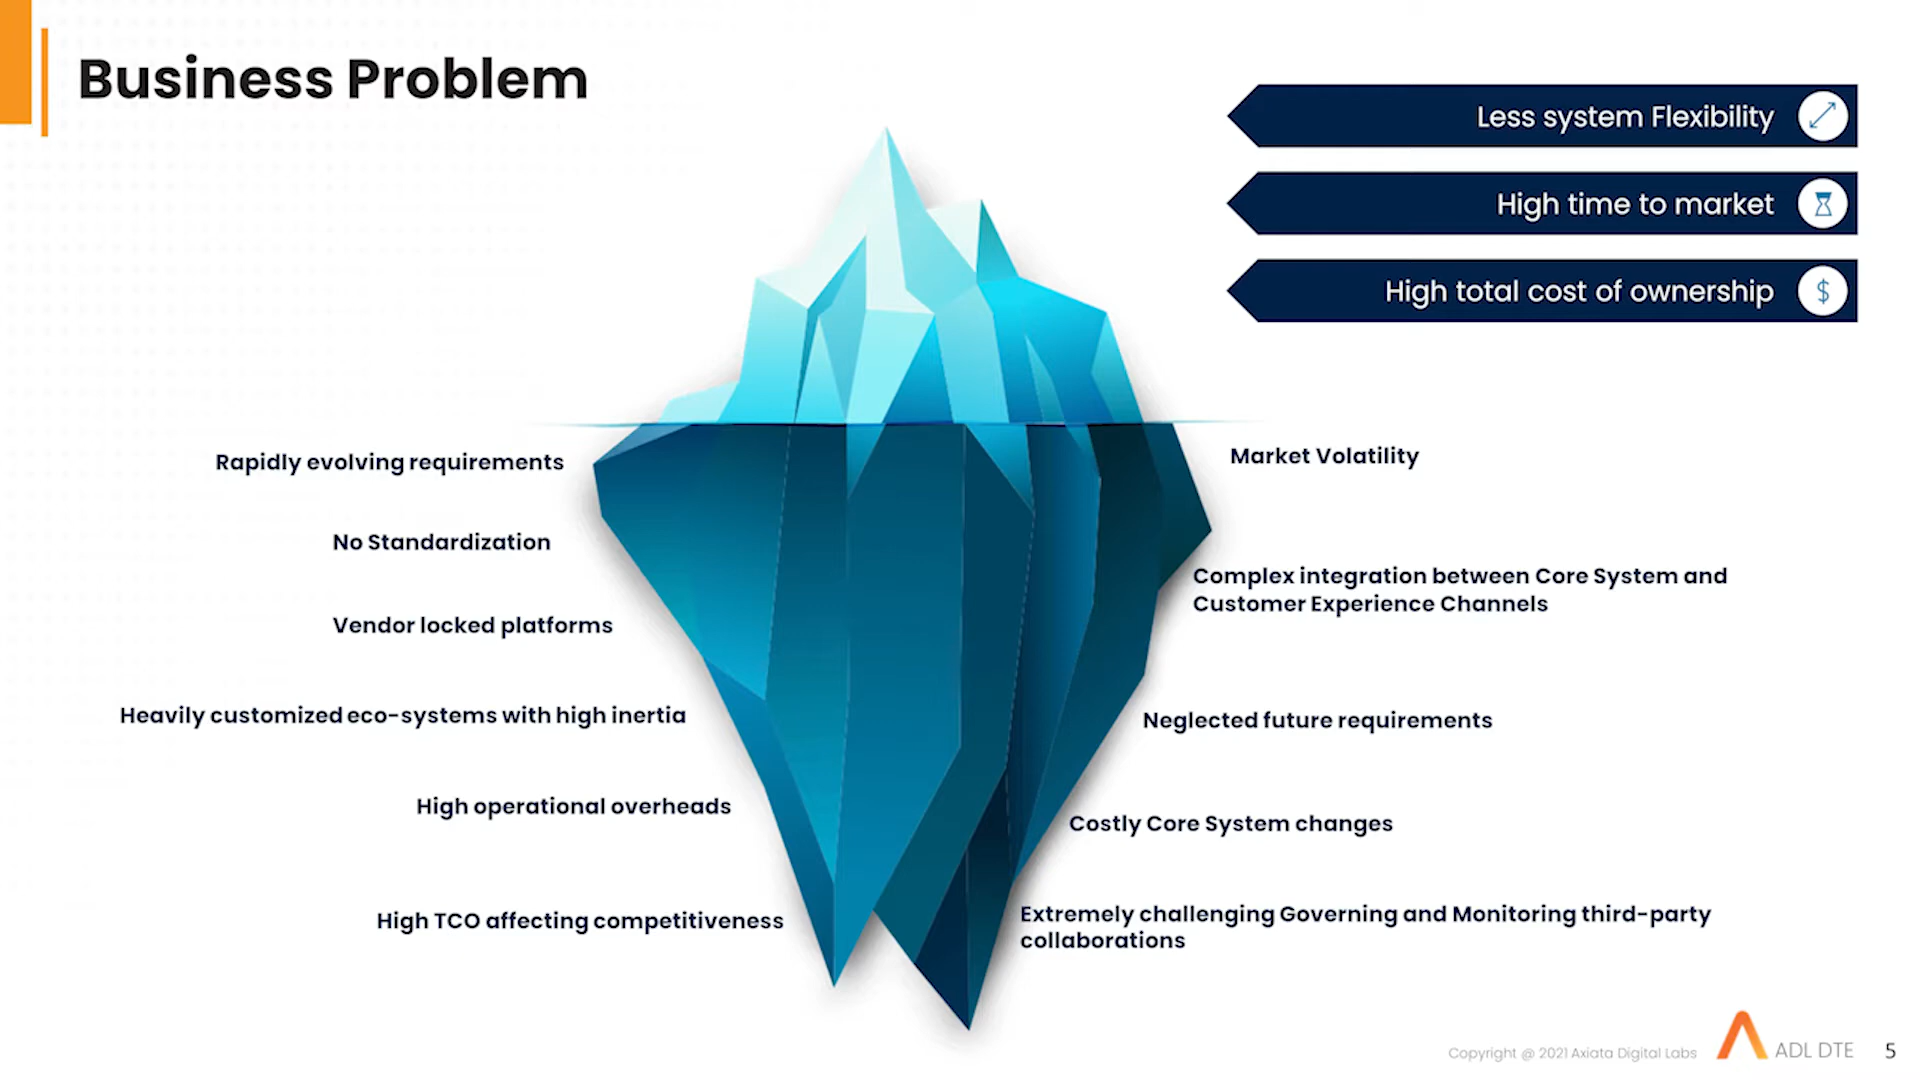 Business Problem
Less system Flexibility
High time to market
High total cost of ownership
$
Rapidly evolving requirements
No Standardization
Vendor locked platforms
Heavily customized eco-systems with high inertia
High operational overheads
High TCO affecting competitiveness
Market Volatility
Complex integration between Core System and
Customer Experience Channels
Neglected future requirements
Costly Core System changes
Extremely challenging Governing and Monitoring third-party
collaborations
Copyright @ 2021 Axiata Digital Labs
ADL DTE
5